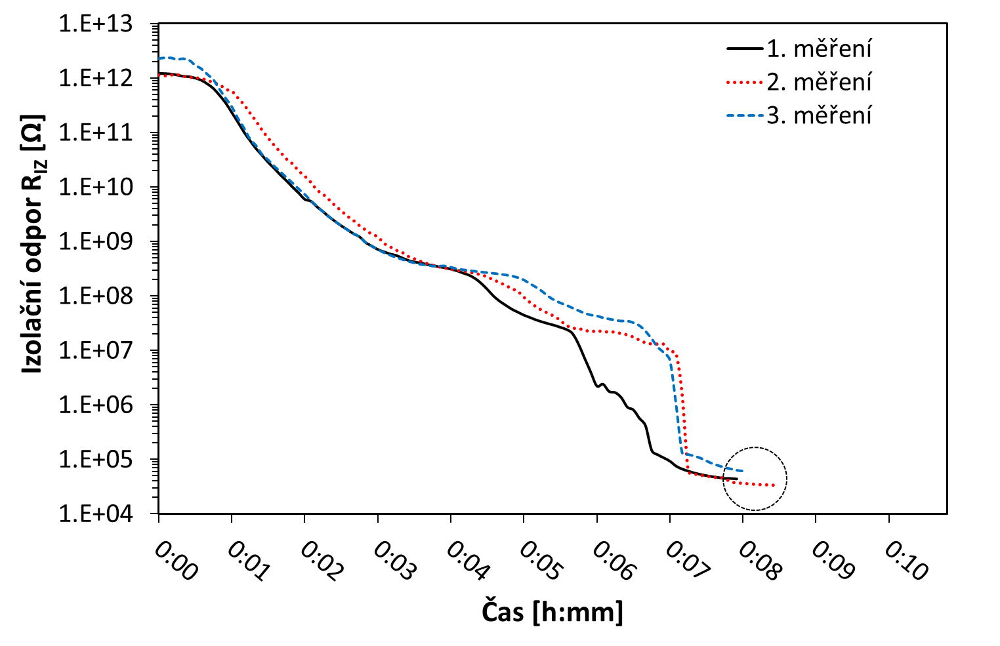 1.E+13
1.E+12
1.E+11
1.E+10
1.E+09
1.E+08
1.E+07
1.E+06
1.E+05
1.E+04
Izolační odpor RIZ [Ω]
1. měření
2. měření
3. měření
0:00
0:01
0:02
0:03
0:04
0:05
0:06
0:07
0:08
0:09
0:10
Čas [h:mm]